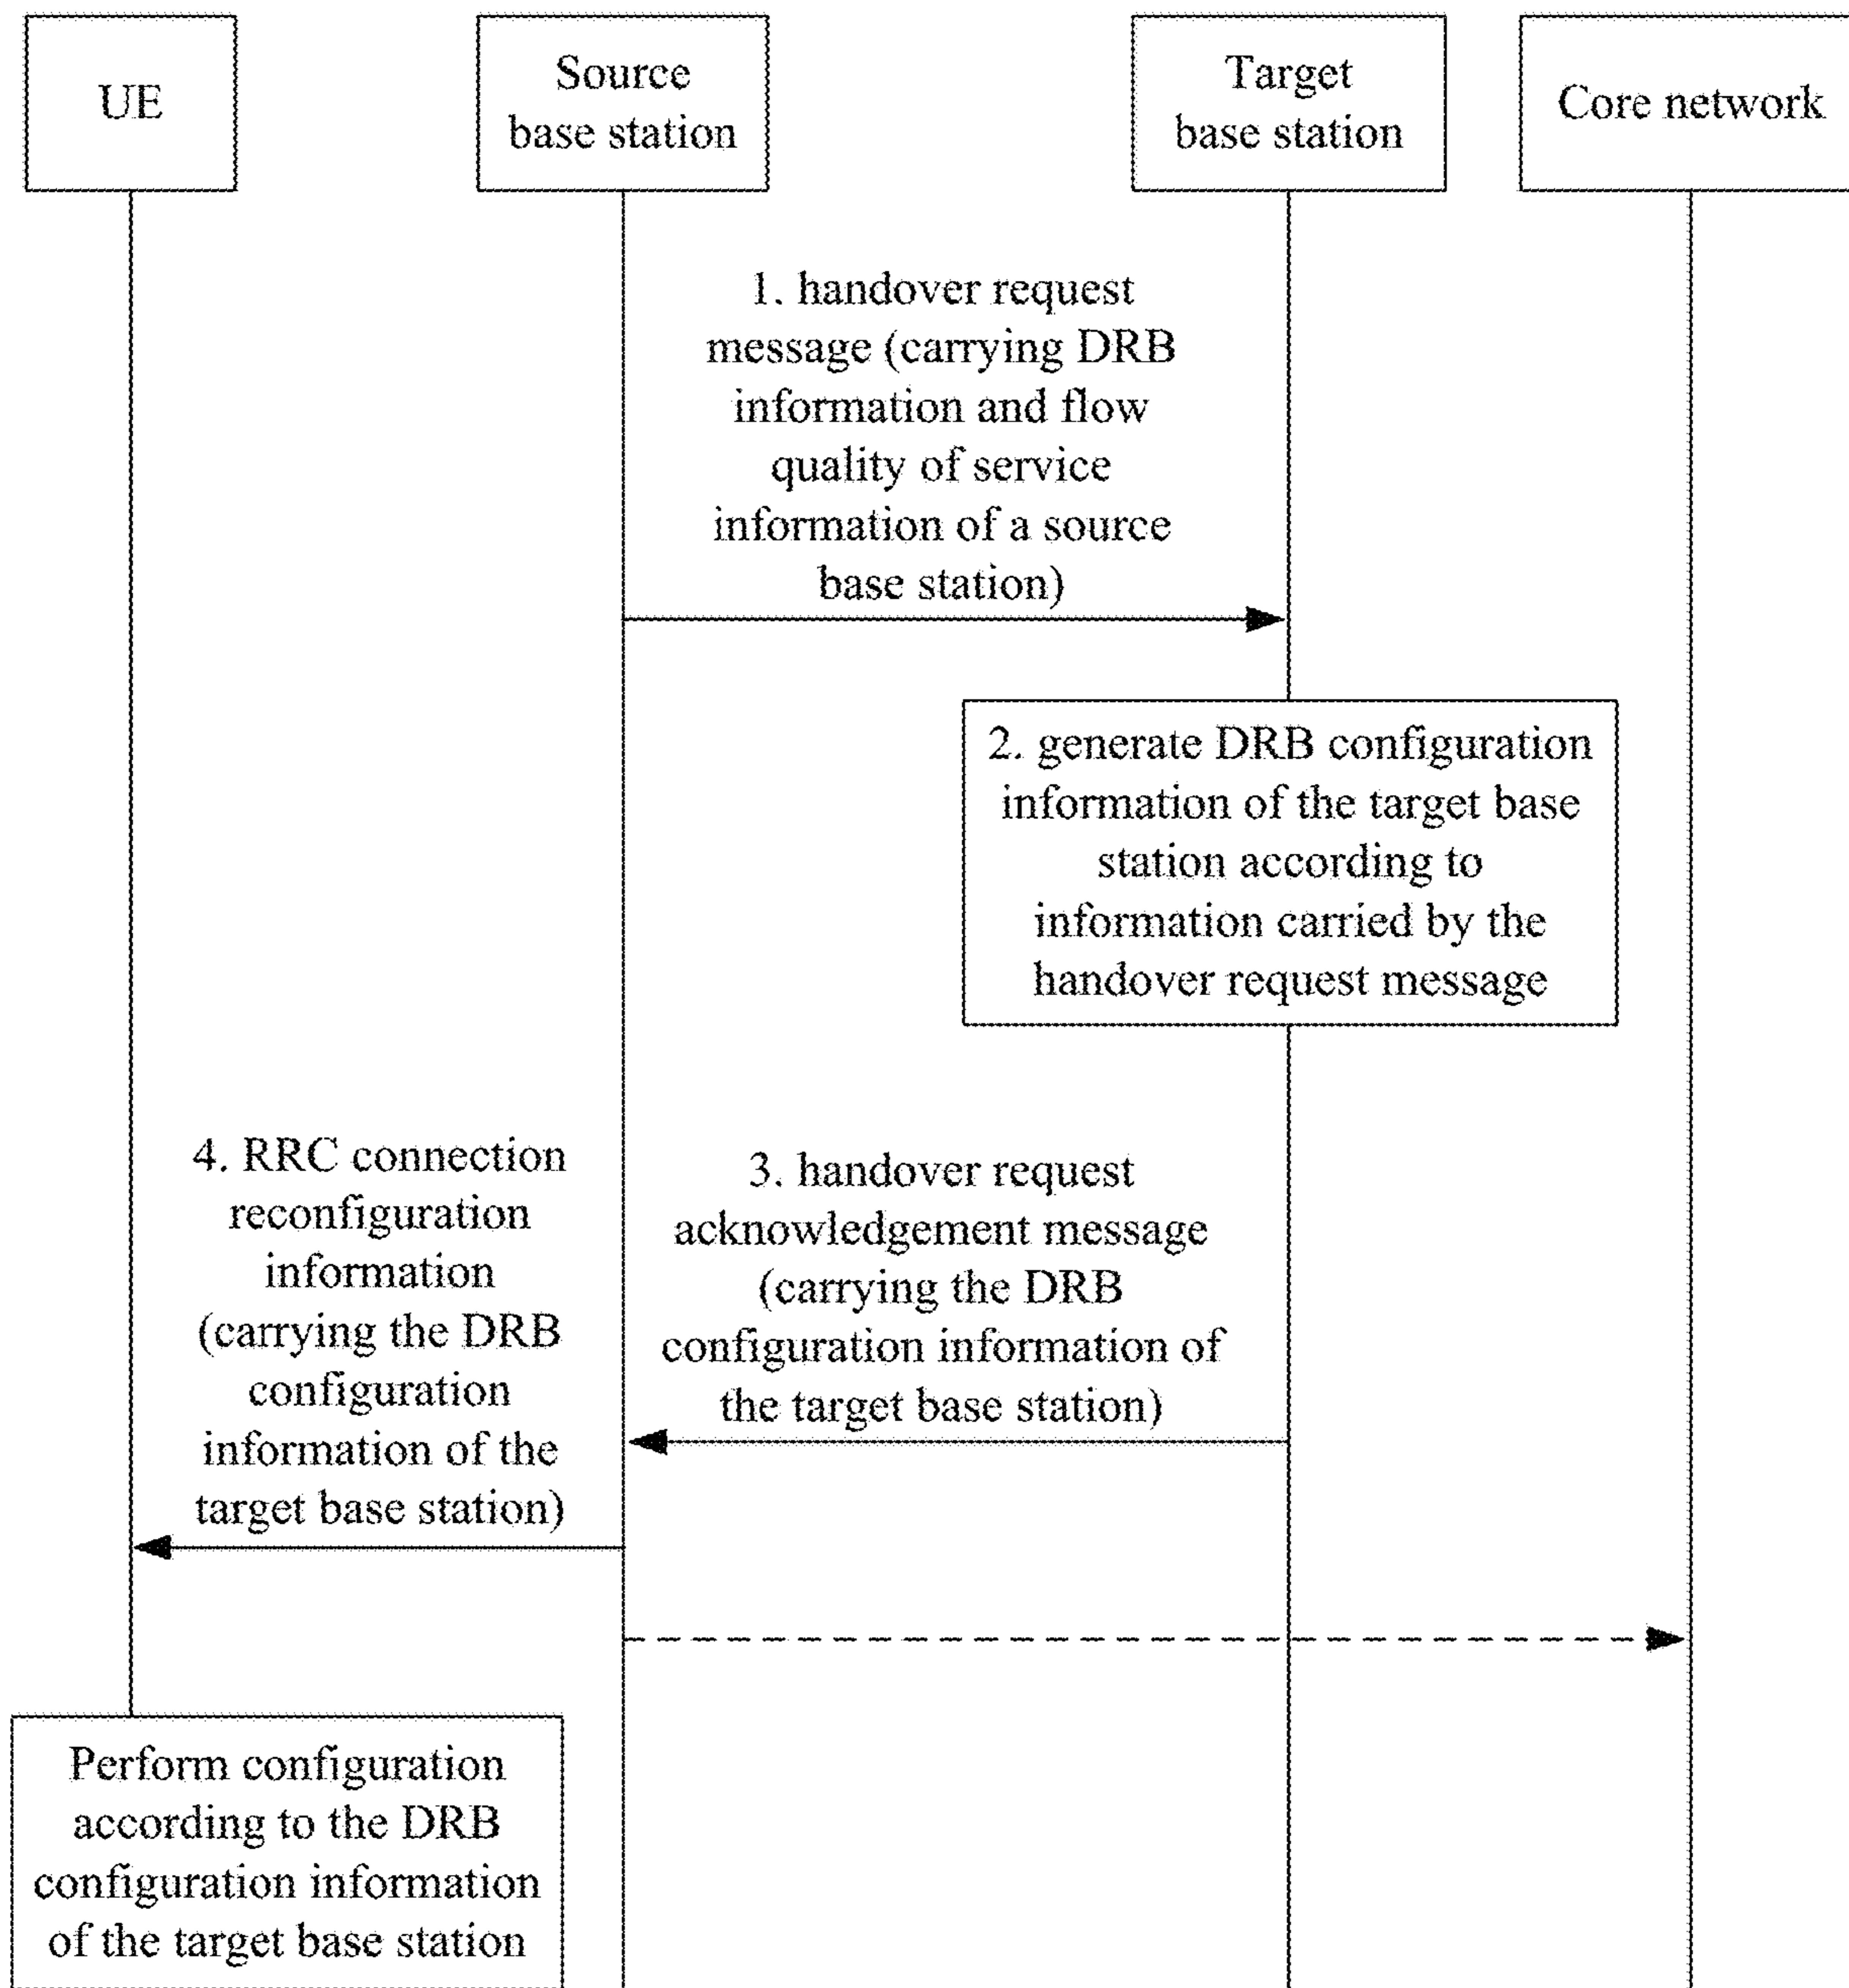 UE
Source
base station
Target
base station
Core network
1. handover request
message (carrying DRB
information and flow
quality of service
information of a source
base station)
2. generate DRB configuration
information of the target base
station according to
information carried by the
handover request message
4. RRC connection
reconfiguration
information
(carrying the DRB
configuration
information of the
target base station)
3. handover request
acknowledgement message
(carrying the DRB
configuration information of
the target base station)
Perform configuration
according to the DRB
configuration information
of the target base station